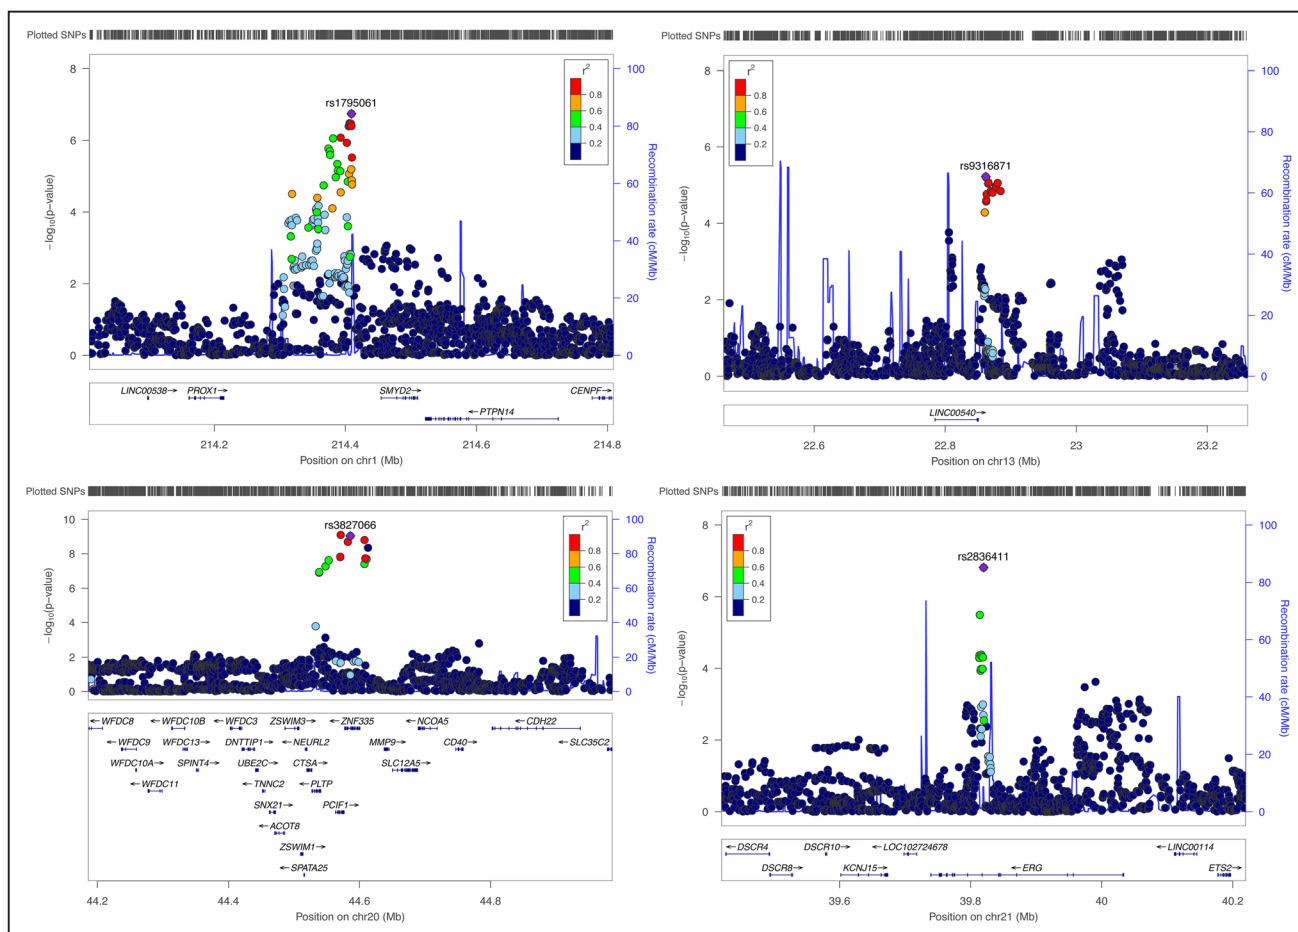 Plotted SNPs
rs1795061
r²
0.8
0.6
0.4
0.2
−log10(p−value)
0
2
4
6
8
Recombination rate (cM/Mb)
0
20
40
60
80
100
LINC00538→ PROX1→ SMYD2→ CENPF→
←PTPN14
214.2 214.4 214.6 214.8
Position on chr1 (Mb)
Plotted SNPs
rs9316871
r²
0.8
0.6
0.4
0.2
−log10(p−value)
0
2
4
6
8
Recombination rate (cM/Mb)
0
20
40
60
80
100
LINC00540→
22.6 22.8 23 23.2
Position on chr13 (Mb)
Plotted SNPs
rs3827066
r²
0.8
0.6
0.4
0.2
−log10(p−value)
0
2
4
6
8
10
Recombination rate (cM/Mb)
0
20
40
60
80
100
←WFDC8 ←WFDC10B ←WFDC3 ZSWIM3→ ←ZNF335 ←NCOA5 ←CDH22
←WFDC9 ←WFDC13 DNTTIP1→ ←NEURL2 MMP9→ CD40→ ←SLC35C2
WFDC10A→ SPINT4→ UBE2C→ CTSA→ SLC12A5→
←WFDC11 ←TNNC2 ←PLTP
SNX21→ PCIF1→
←ACOT8
ZSWIM1→
←SPATA25
44.2 44.4 44.6 44.8
Position on chr20 (Mb)
Plotted SNPs
rs2836411
r²
0.8
0.6
0.4
0.2
−log10(p−value)
0
2
4
6
8
Recombination rate (cM/Mb)
0
20
40
60
80
100
←DSCR4 DSCR10→ ←LOC102724678 ←LINC00114
DSCR8→ KCNJ15→ ←ERG ETS2→
39.6 39.8 40 40.2
Position on chr21 (Mb)